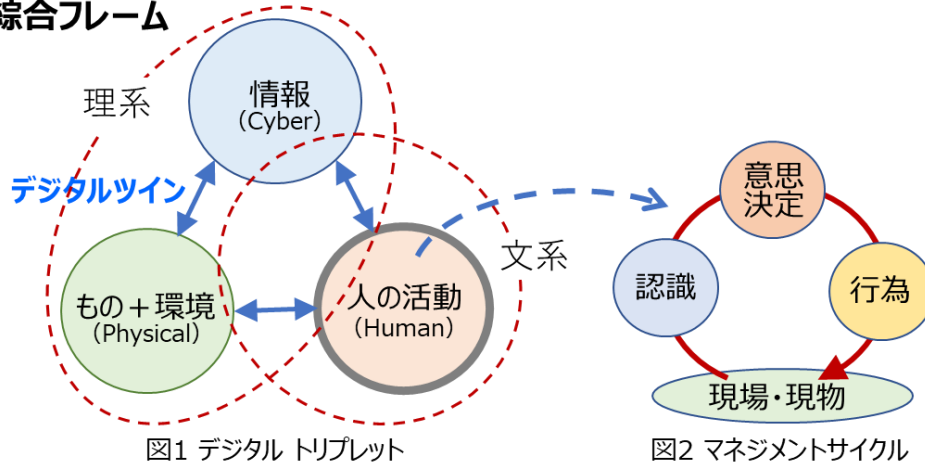 綜合フレーム
理系
情報
(Cyber)
デジタルツイン
文系
もの＋環境
(Physical)
人の活動
(Human)
意思
決定
認識
行為
現場・現物
図1 デジタル トリプレット
図2 マネジメントサイクル